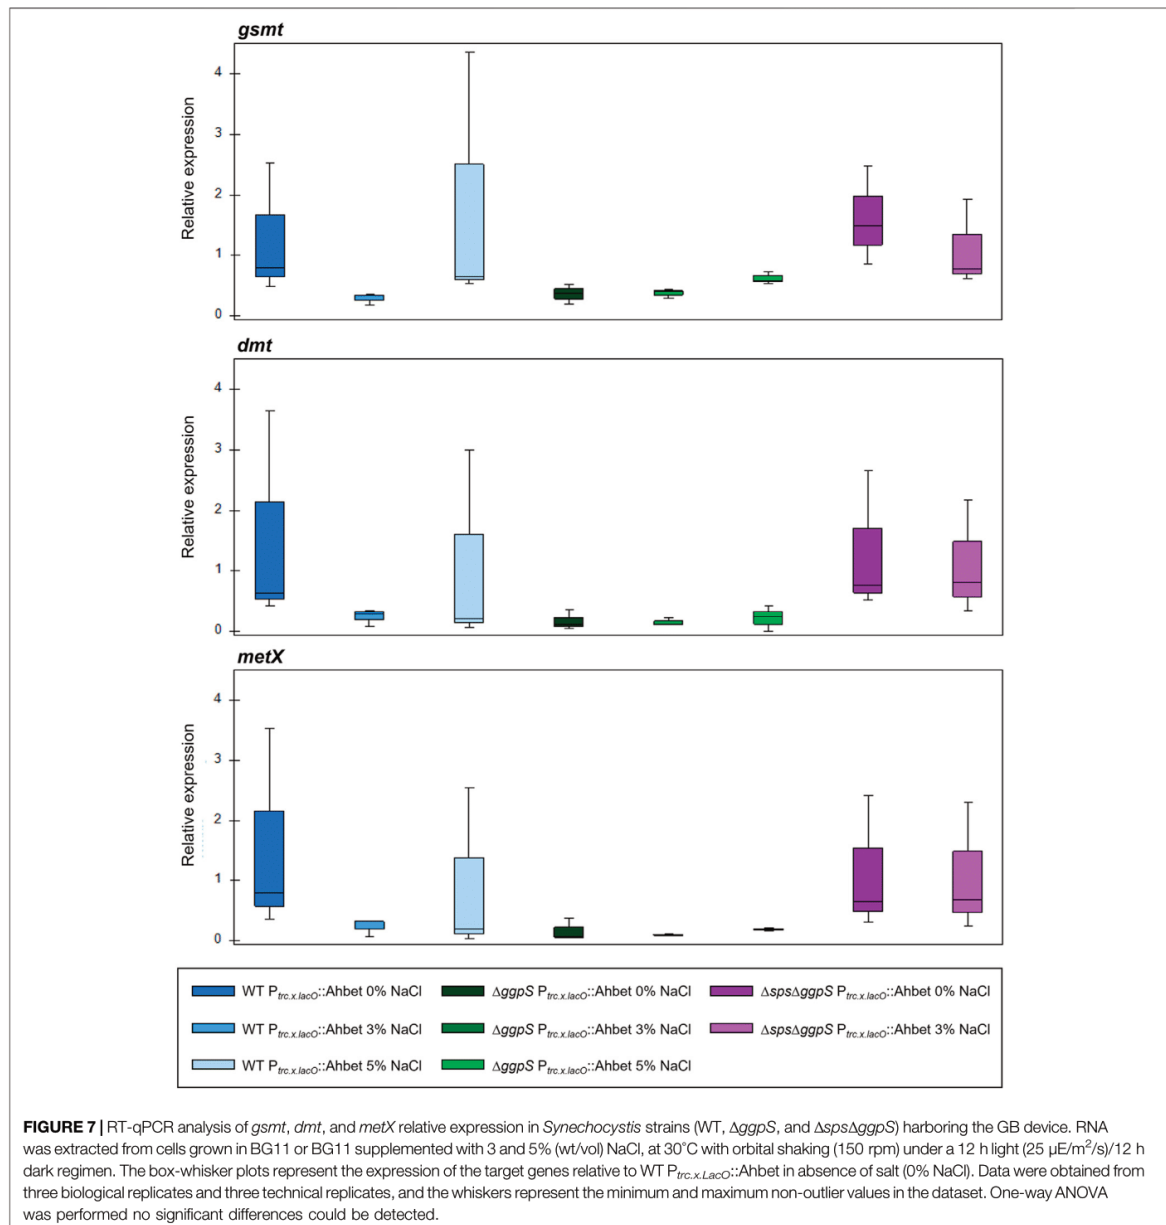 gsmt
Relative expression
4
3
2
1
0
dmt
Relative expression
4
3
2
1
0
metX
Relative expression
4
3
2
1
0
WT Ptrc.x.lacO::Ahbet 0% NaCl
ΔggpS Ptrc.x.lacO::Ahbet 0% NaCl
ΔspsΔggpS Ptrc.x.lacO::Ahbet 0% NaCl
WT Ptrc.x.lacO::Ahbet 3% NaCl
ΔggpS Ptrc.x.lacO::Ahbet 3% NaCl
ΔspsΔggpS Ptrc.x.lacO::Ahbet 3% NaCl
WT Ptrc.x.lacO::Ahbet 5% NaCl
ΔggpS Ptrc.x.lacO::Ahbet 5% NaCl
FIGURE 7 | RT-qPCR analysis of gsmt, dmt, and metX relative expression in Synechocystis strains (WT, ΔggpS, and ΔspsΔggpS) harboring the GB device. RNA
was extracted from cells grown in BG11 or BG11 supplemented with 3 and 5% (wt/vol) NaCl, at 30°C with orbital shaking (150 rpm) under a 12 h light (25 µE/m²/s)/12 h
dark regimen. The box-whisker plots represent the expression of the target genes relative to WT Ptrc.x.LacO::Ahbet in absence of salt (0% NaCl). Data were obtained from
three biological replicates and three technical replicates, and the whiskers represent the minimum and maximum non-outlier values in the dataset. One-way ANOVA
was performed no significant differences could be detected.